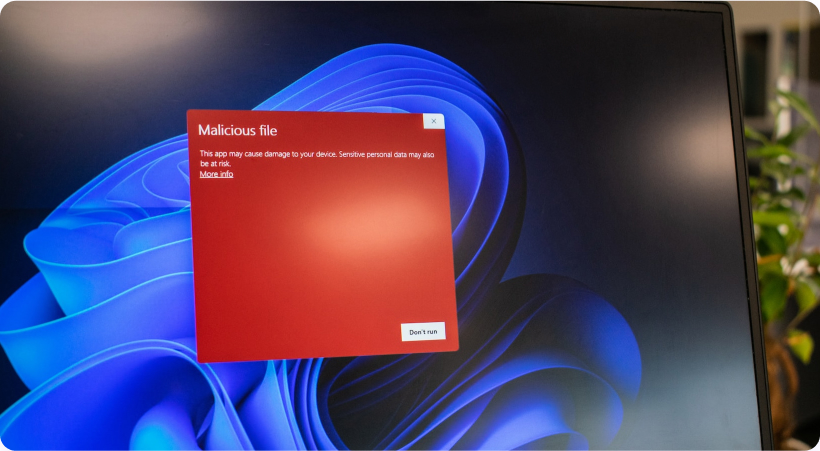 Malicious file
This app may cause damage to your device. Sensitive personal data may also
be at risk.
More info
Don't run